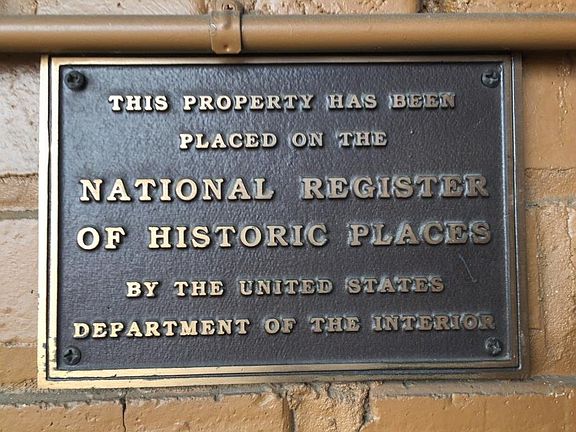 THIS PROPERTY HAS BEEN
PLACED ON THE
NATIONAL REGISTER
OF HISTORIC PLACES
BY THE UNITED STATES
DEPARTMENT OF THE INTERIOR